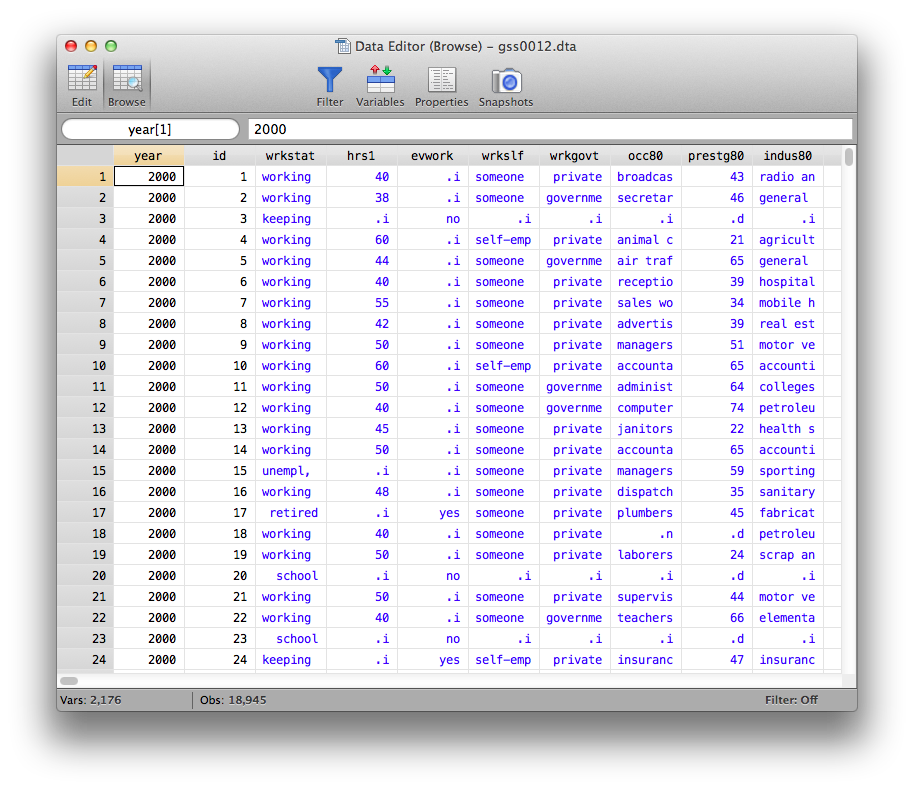 Data Editor (Browse) – gss0012.dta
Edit Browse Filter Variables Properties Snapshots
year[1] 2000
year id wrkstat hrs1 evwork wrkslf wrkgovt occ80 prestg80 indus80
1 2000 1 working 40 .i someone private broadcas 43 radio an
2 2000 2 working 38 .i someone governme secretar 46 general
3 2000 3 keeping .i no .i .i .i .d .i
4 2000 4 working 60 .i self-emp private animal c 21 agricult
5 2000 5 working 44 .i someone governme air traf 65 general
6 2000 6 working 40 .i someone private receptio 39 hospital
7 2000 7 working 55 .i someone private sales wo 34 mobile h
8 2000 8 working 42 .i someone private advertis 39 real est
9 2000 9 working 50 .i someone private managers 51 motor ve
10 2000 10 working 60 .i self-emp private accounta 65 accounti
11 2000 11 working 50 .i someone governme administ 64 colleges
12 2000 12 working 40 .i someone governme computer 74 petroleu
13 2000 13 working 45 .i someone private janitors 22 health s
14 2000 14 working 50 .i someone private accounta 65 accounti
15 2000 15 unempl, .i .i someone private managers 59 sporting
16 2000 16 working 48 .i someone private dispatch 35 sanitary
17 2000 17 retired .i yes someone private plumbers 45 fabricat
18 2000 18 working 40 .i someone private .n .d petroleu
19 2000 19 working 50 .i someone private laborers 24 scrap an
20 2000 20 school .i no .i .i .i .d .i
21 2000 21 working 50 .i someone private supervis 44 motor ve
22 2000 22 working 40 .i someone governme teachers 66 elementa
23 2000 23 school .i no .i .i .i .d .i
24 2000 24 keeping .i yes self-emp private insuranc 47 insuranc
Vars: 2,176 Obs: 18,945 Filter: Off